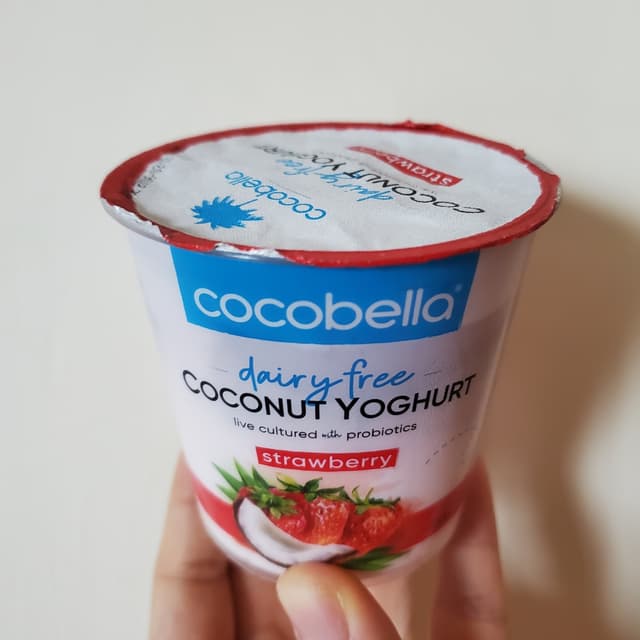 strawberry
COCONUT YOGHURT
dairy free
cocobella
cocobella
dairy free
COCONUT YOGHURT
live cultured with probiotics
strawberry